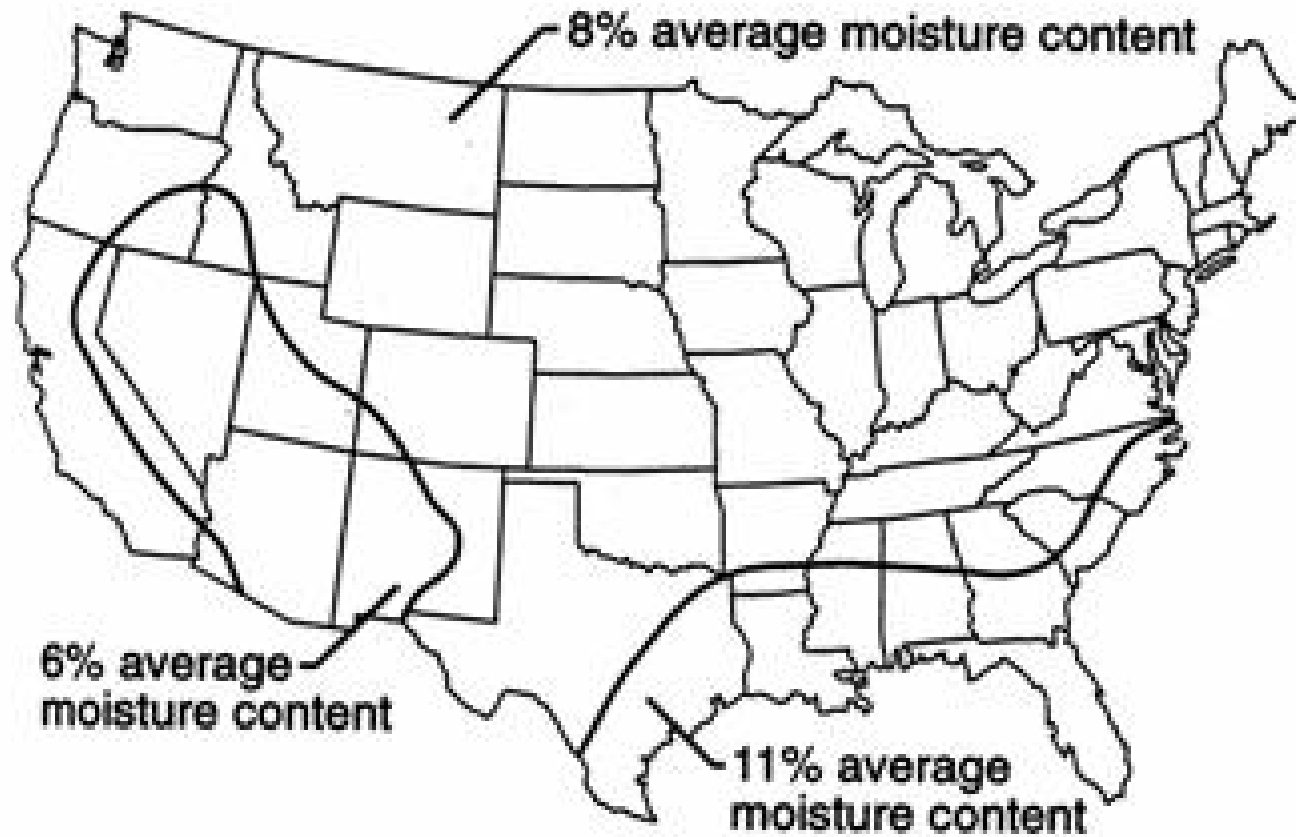 8% average moisture content
6% average
moisture content
11% average
moisture content